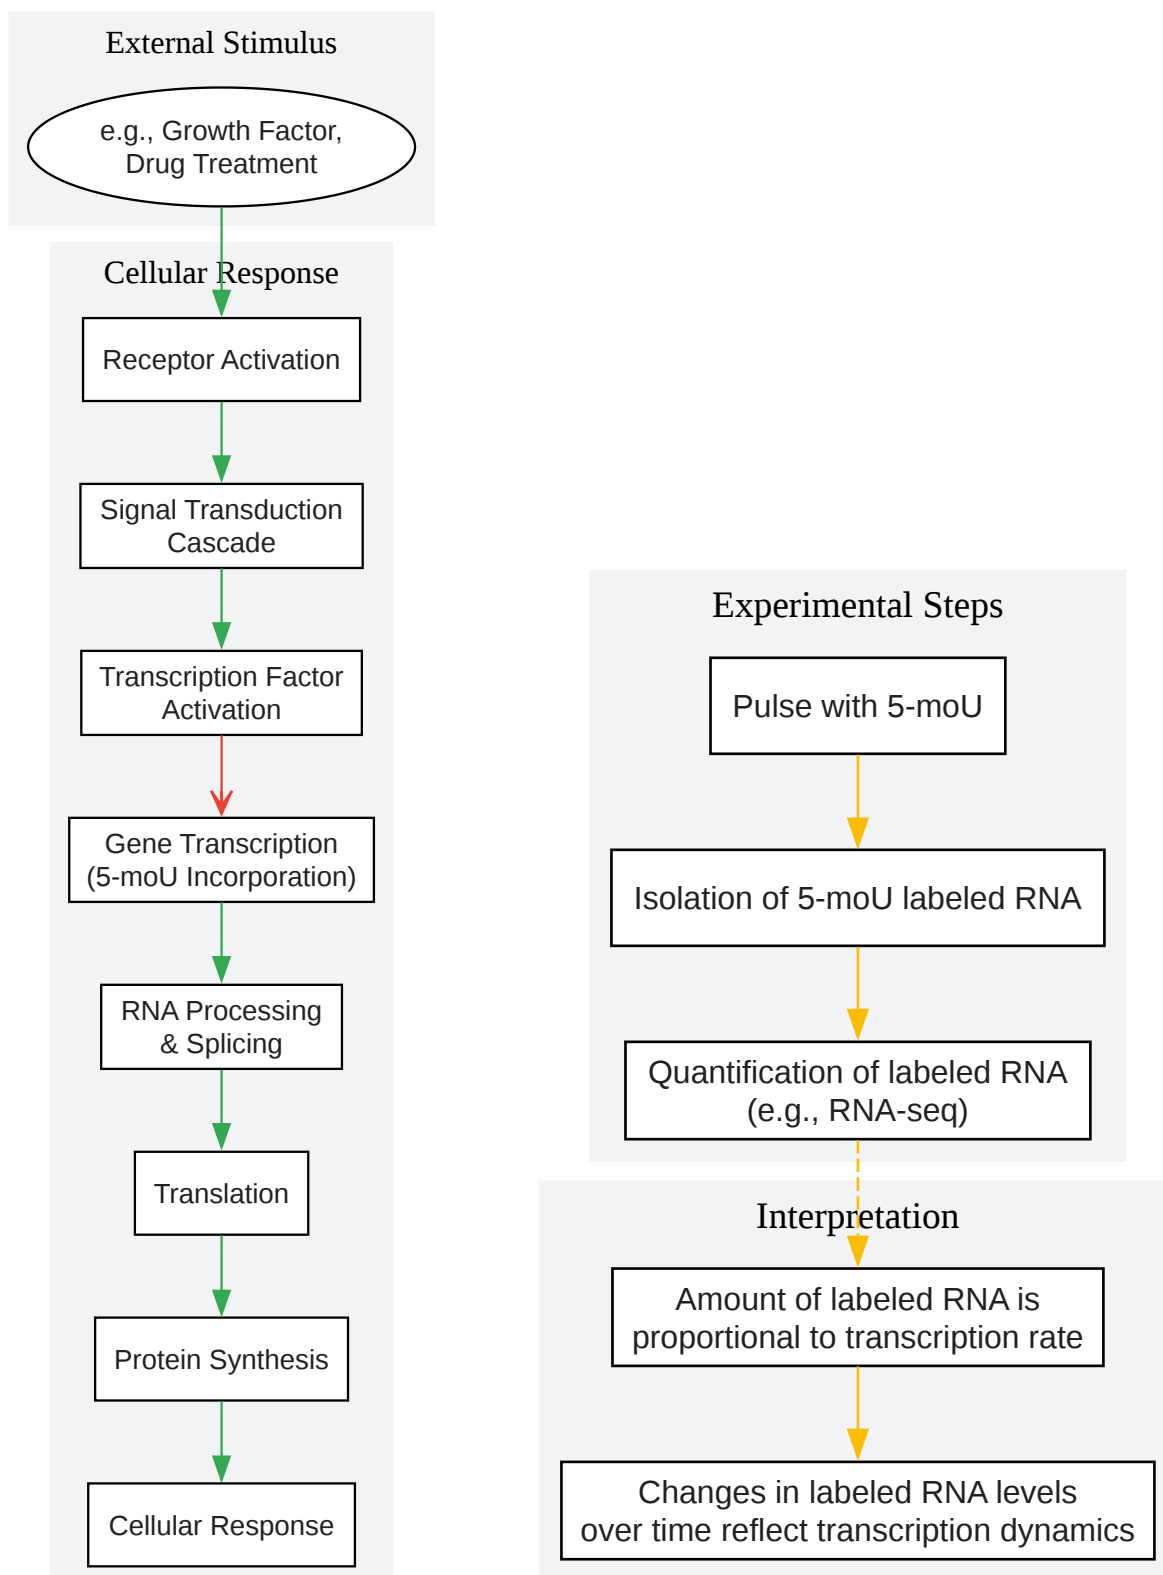 External Stimulus
e.g., Growth Factor,
Drug Treatment
Cellular Response
Receptor Activation
Signal Transduction
Cascade
Transcription Factor
Activation
Gene Transcription
(5-moU Incorporation)
RNA Processing
& Splicing
Translation
Protein Synthesis
Cellular Response
Experimental Steps
Pulse with 5-moU
Isolation of 5-moU labeled RNA
Quantification of labeled RNA
(e.g., RNA-seq)
Interpretation
Amount of labeled RNA is
proportional to transcription rate
Changes in labeled RNA levels
over time reflect transcription dynamics